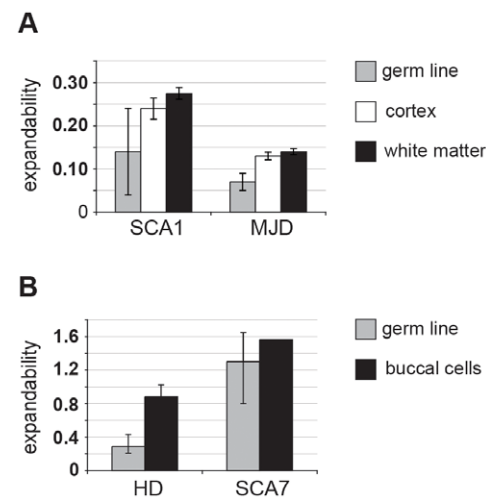 A
expandability
0.30
0.20
0.10
0
SCA1 MJD
germ line
cortex
white matter
B
expandability
1.6
1.2
0.8
0.4
0
HD SCA7
germ line
buccal cells